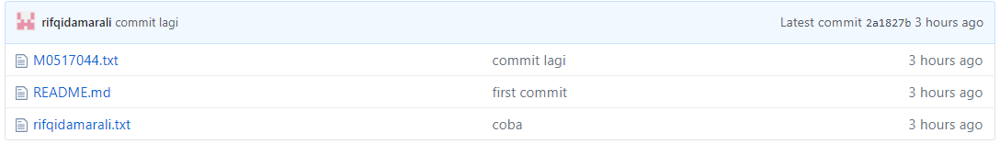 rifqidamarali commit lagi Latest commit 2a1827b 3 hours ago
M0517044.txt commit lagi 3 hours ago
README.md first commit 3 hours ago
rifqidamarali.txt coba 3 hours ago